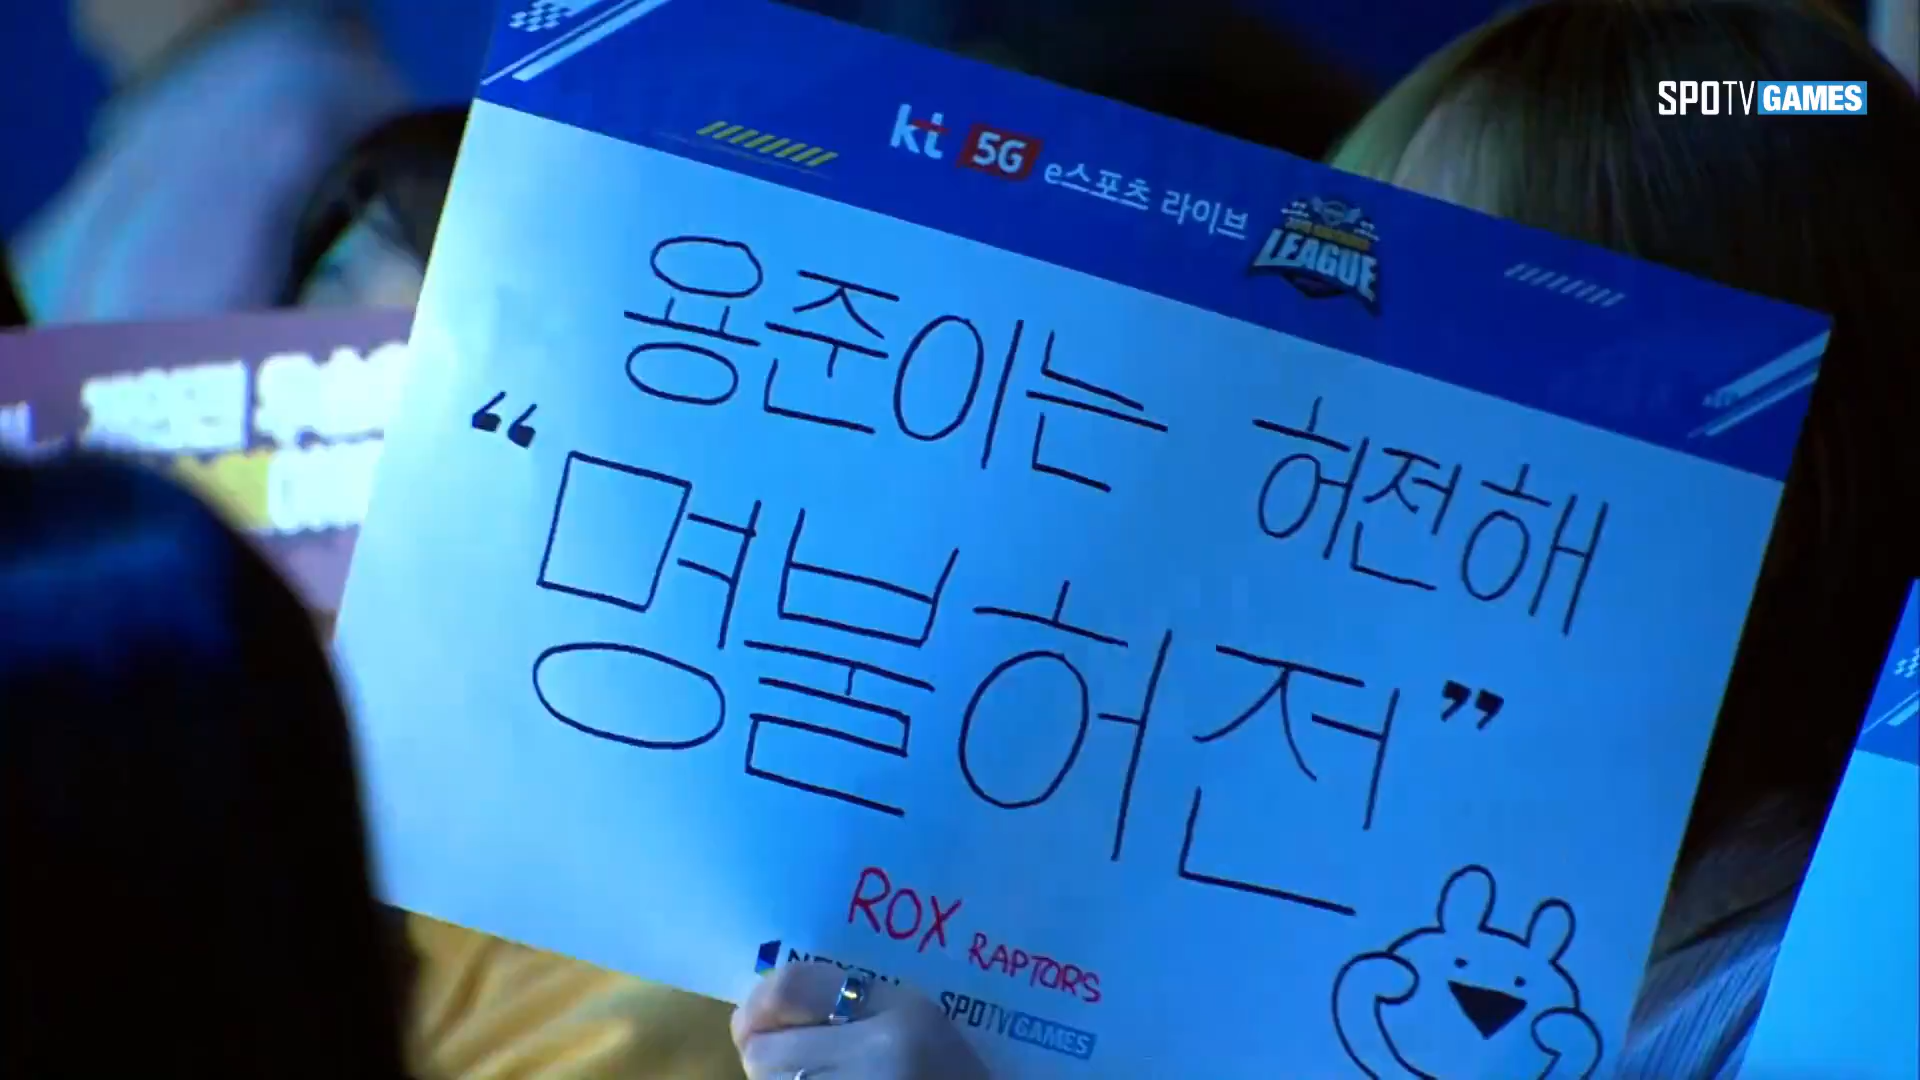 SPOTV GAMES
kt 5G e스포츠 라이브
LEAGUE
용준이는 허전해
“명불허전”
ROX RAPTORS
NEXON
SPOTV GAMES